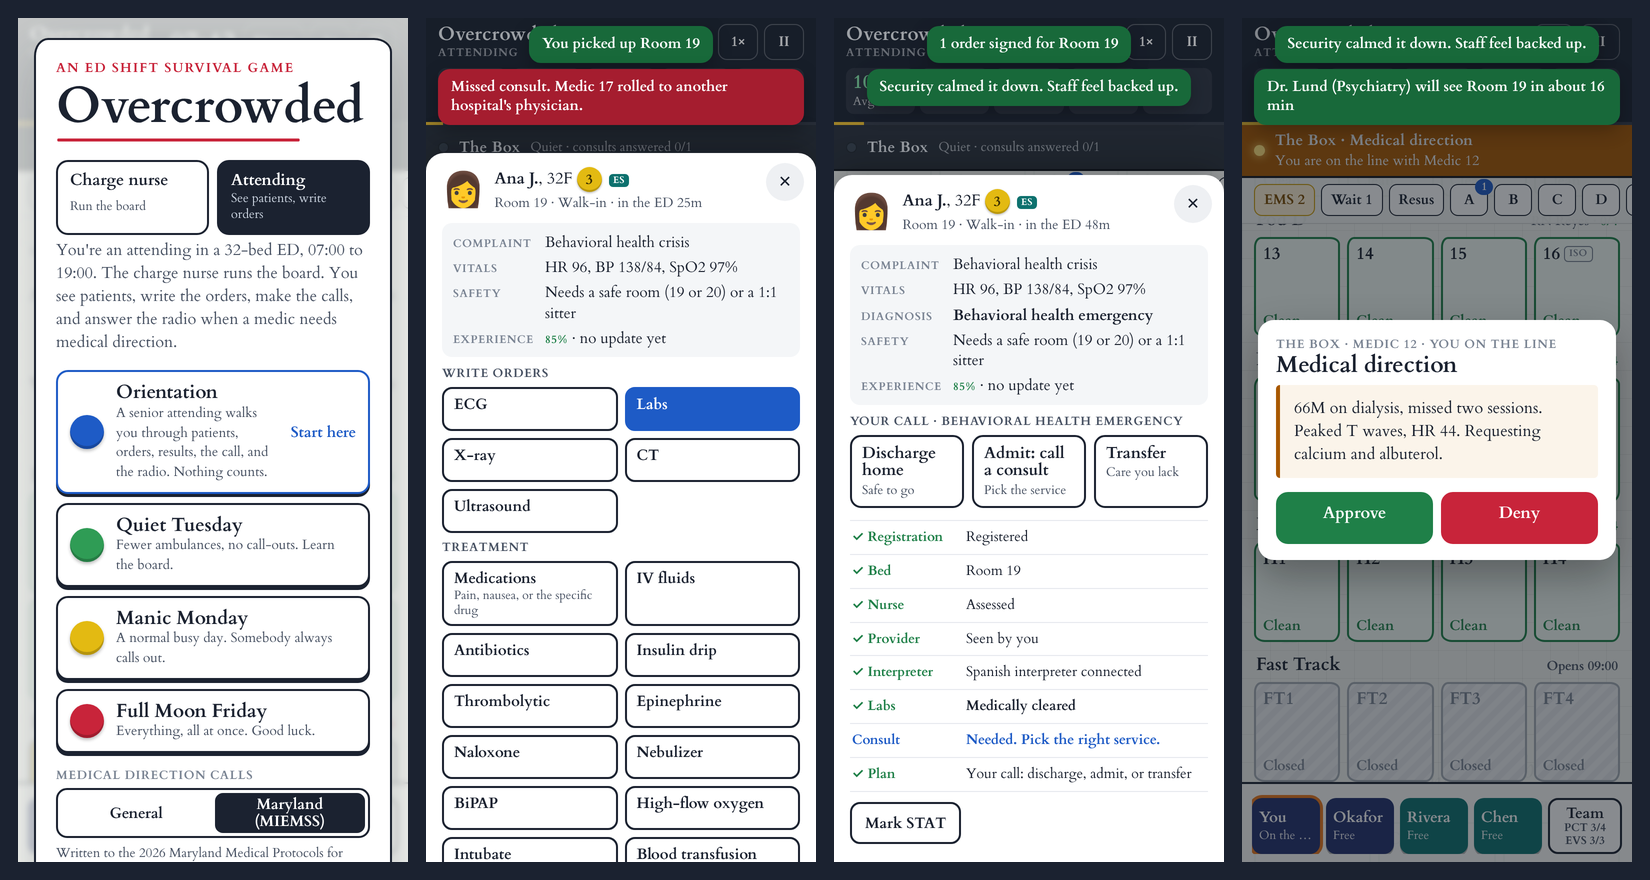 AN ED SHIFT SURVIVAL GAME
Overcrowded
Charge nurse
Run the board
Attending
See patients, write
orders
You're an attending in a 32-bed ED, 07:00 to
19:00. The charge nurse runs the board. You
see patients, write the orders, make the calls,
and answer the radio when a medic needs
medical direction.
Orientation
A senior attending walks
you through patients,
orders, results, the call, and
the radio. Nothing counts.
Start here
Quiet Tuesday
Fewer ambulances, no call-outs. Learn
the board.
Manic Monday
A normal busy day. Somebody always
calls out.
Full Moon Friday
Everything, all at once. Good luck.
MEDICAL DIRECTION CALLS
General
Maryland
(MIEMSS)
Written to the 2026 Maryland Medical Protocols for
ATTENDING
You picked up Room 19
1×
II
Missed consult. Medic 17 rolled to another
hospital's physician.
The Box Quiet · consults answered 0/1
Ana J., 32F 3 ES
Room 19 · Walk-in · in the ED 25m
×
COMPLAINT Behavioral health crisis
VITALS HR 96, BP 138/84, SpO2 97%
SAFETY Needs a safe room (19 or 20) or a 1:1
sitter
EXPERIENCE 85% · no update yet
WRITE ORDERS
ECG
Labs
X-ray
CT
Ultrasound
TREATMENT
Medications
Pain, nausea, or the specific
drug
IV fluids
Antibiotics
Insulin drip
Thrombolytic
Epinephrine
Naloxone
Nebulizer
BiPAP
High-flow oxygen
Intubate
Blood transfusion
ATTENDING
1 order signed for Room 19
1×
II
Security calmed it down. Staff feel backed up.
The Box Quiet · consults answered 0/1
Ana J., 32F 3 ES
Room 19 · Walk-in · in the ED 48m
×
COMPLAINT Behavioral health crisis
VITALS HR 96, BP 138/84, SpO2 97%
DIAGNOSIS Behavioral health emergency
SAFETY Needs a safe room (19 or 20) or a 1:1
sitter
EXPERIENCE 85% · no update yet
YOUR CALL · BEHAVIORAL HEALTH EMERGENCY
Discharge
home
Safe to go
Admit: call
a consult
Pick the service
Transfer
Care you lack
✓ Registration Registered
✓ Bed Room 19
✓ Nurse Assessed
✓ Provider Seen by you
✓ Interpreter Spanish interpreter connected
✓ Labs Medically cleared
Consult Needed. Pick the right service.
✓ Plan Your call: discharge, admit, or transfer
Mark STAT
Security calmed it down. Staff feel backed up.
Dr. Lund (Psychiatry) will see Room 19 in about 16
min
The Box · Medical direction
You are on the line with Medic 12
EMS 2
Wait 1
Resus
1
A
B
C
D
13
14
15
16 ISO
THE BOX · MEDIC 12 · YOU ON THE LINE
Medical direction
66M on dialysis, missed two sessions.
Peaked T waves, HR 44. Requesting
calcium and albuterol.
Approve
Deny
Clean
Clean
Clean
Clean
Fast Track
Opens 09:00
FT1
FT2
FT3
FT4
Closed
Closed
Closed
Closed
You
On the ...
Okafor
Free
Rivera
Free
Chen
Free
Team
PCT 3/4
EVS 3/3